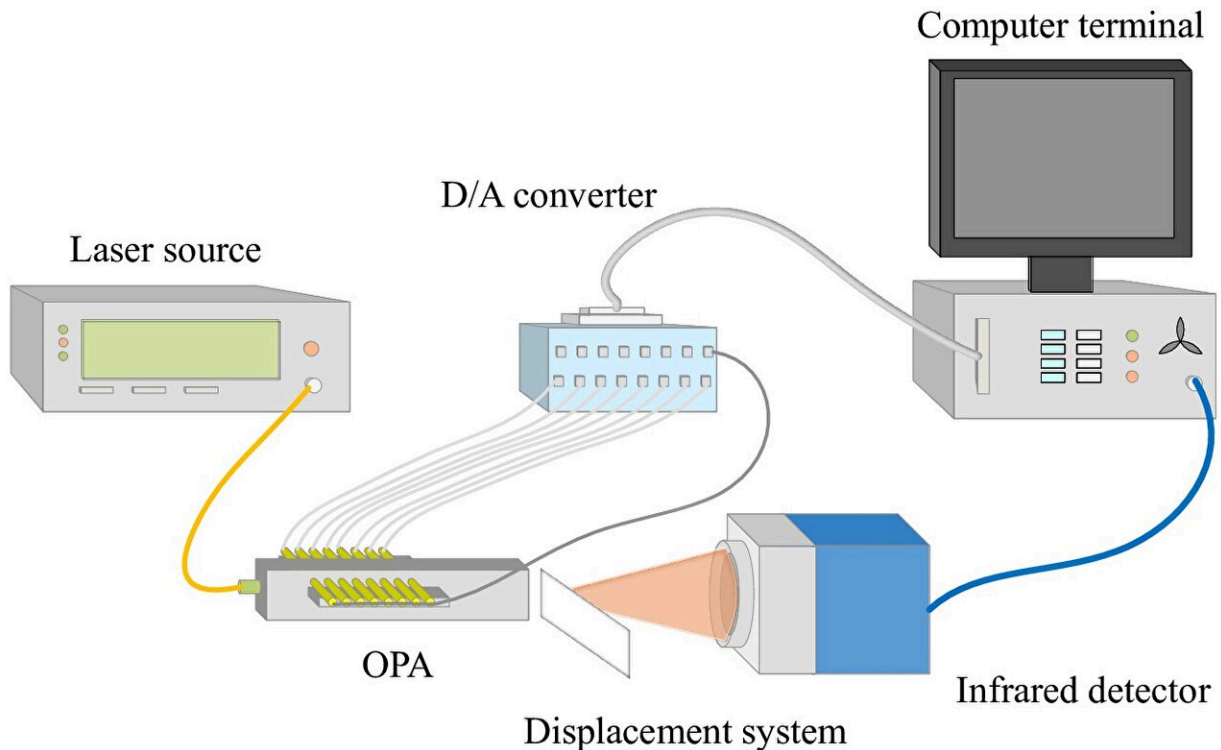 Computer terminal
D/A converter
Laser source
OPA
Infrared detector
Displacement system